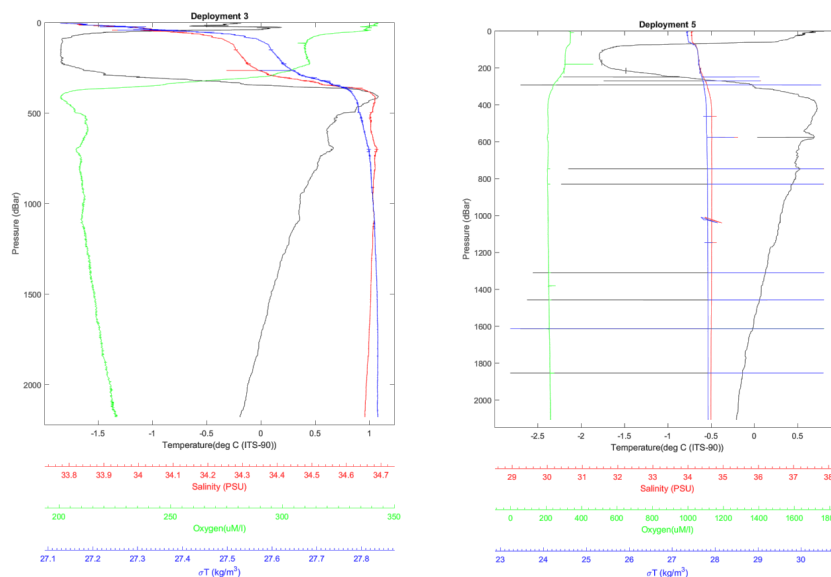 Deployment 3
0
500
1000
1500
2000
Pressure (dBar)
-1.5 -1 -0.5 0 0.5 1
Temperature(deg C (ITS-90))
33.8 33.9 34 34.1 34.2 34.3 34.4 34.5 34.6 34.7
Salinity (PSU)
200 250 300 350
Oxygen(uM/l)
27.1 27.2 27.3 27.4 27.5 27.6 27.7 27.8
σT (kg/m3)
Deployment 5
0
200
400
600
800
1000
1200
1400
1600
1800
2000
Pressure (dBar)
-2.5 -2 -1.5 -1 -0.5 0 0.5
Temperature(deg C (ITS-90))
29 30 31 32 33 34 35 36 37 38
Salinity (PSU)
0 200 400 600 800 1000 1200 1400 1600 1800
Oxygen(uM/l)
23 24 25 26 27 28 29 30
σT (kg/m3)